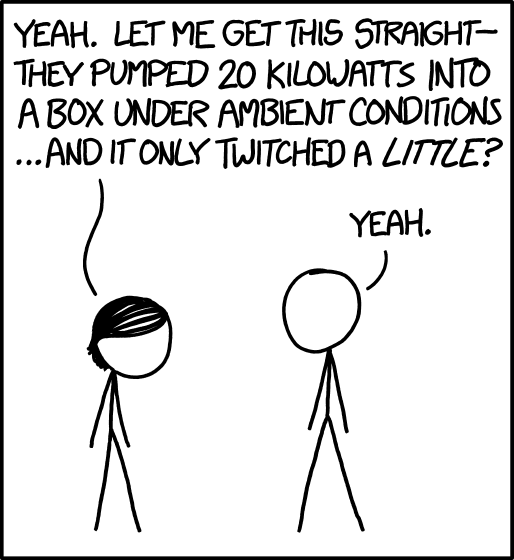 YEAH. LET ME GET THIS STRAIGHT—
THEY PUMPED 20 KILOWATTS INTO
A BOX UNDER AMBIENT CONDITIONS
...AND IT ONLY TWITCHED A LITTLE?
YEAH.